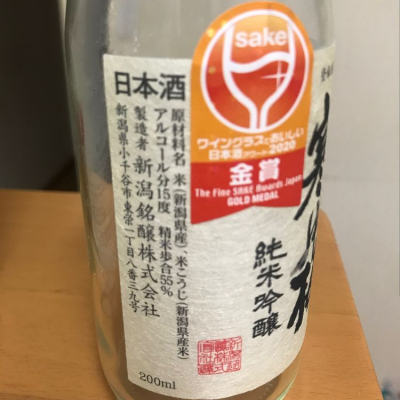 sake
ワイングラスでおいしい
日本酒アワード2020
金賞
The Fine SAKE Awards Japan
GOLD MEDAL
日本酒
原材料名 米(新潟県産)、米こうじ(新潟県産米)
アルコール分15度 精米歩合55%
製造者 新潟銘醸株式会社
新潟県小千谷市東栄一丁目八番三九号
200ml
純米吟醸